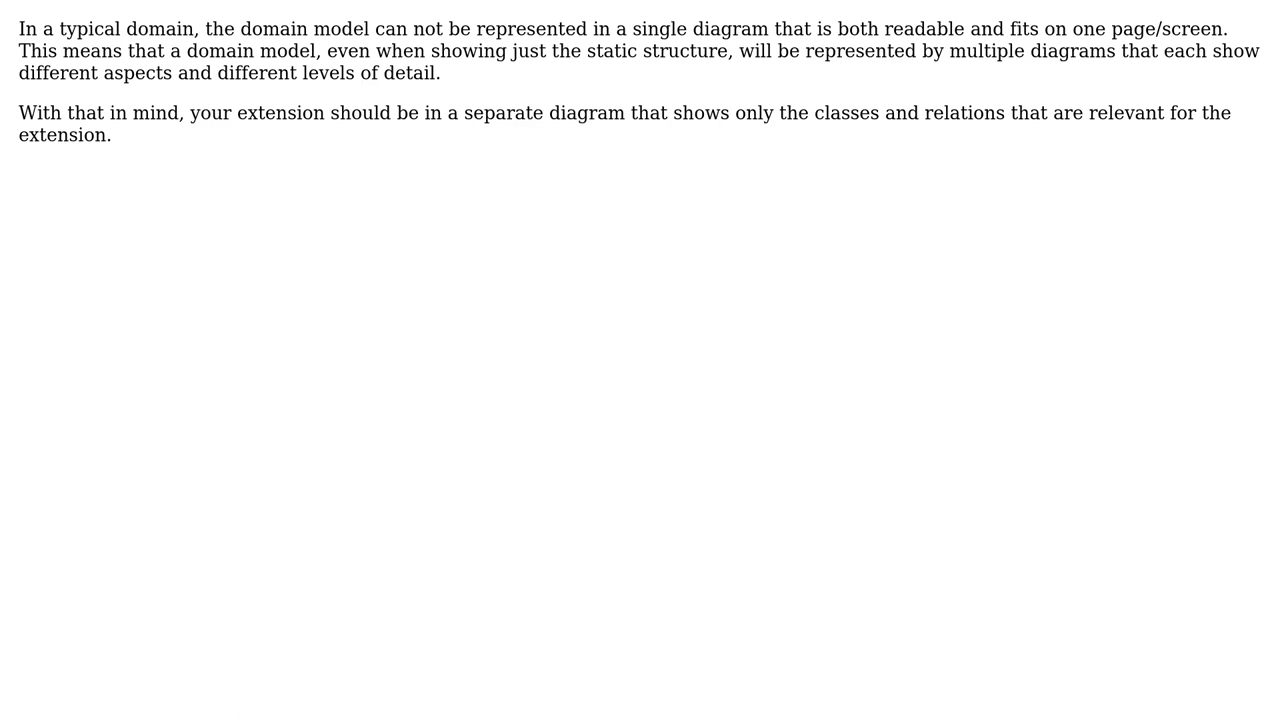 In a typical domain, the domain model can not be represented in a single diagram that is both readable and fits on one page/screen.
This means that a domain model, even when showing just the static structure, will be represented by multiple diagrams that each show
different aspects and different levels of detail.
With that in mind, your extension should be in a separate diagram that shows only the classes and relations that are relevant for the
extension.